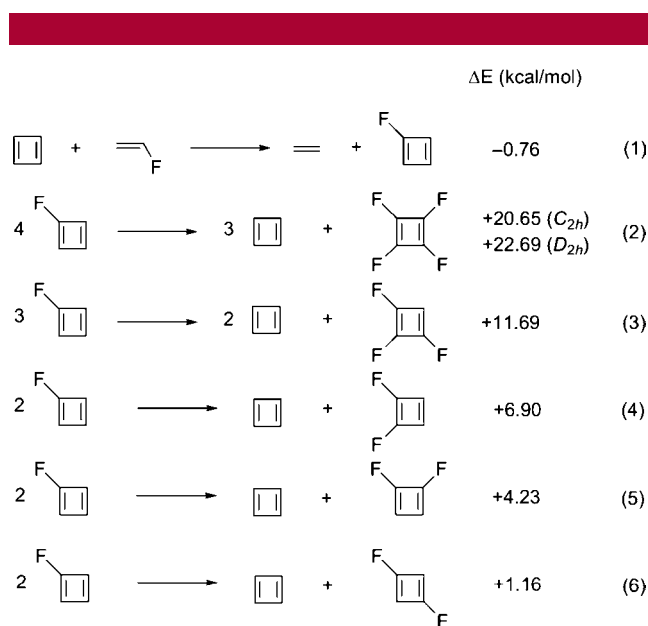 ΔE (kcal/mol)
F
+ F + −0.76 (1)
F F F
4 3 + +20.65 (C2h)
+22.69 (D2h) (2)
F F
F
3 2 + +11.69 (3)
F F
F F
2 + +6.90 (4)
F
F F F
2 + +4.23 (5)
F F
2 + +1.16 (6)
F